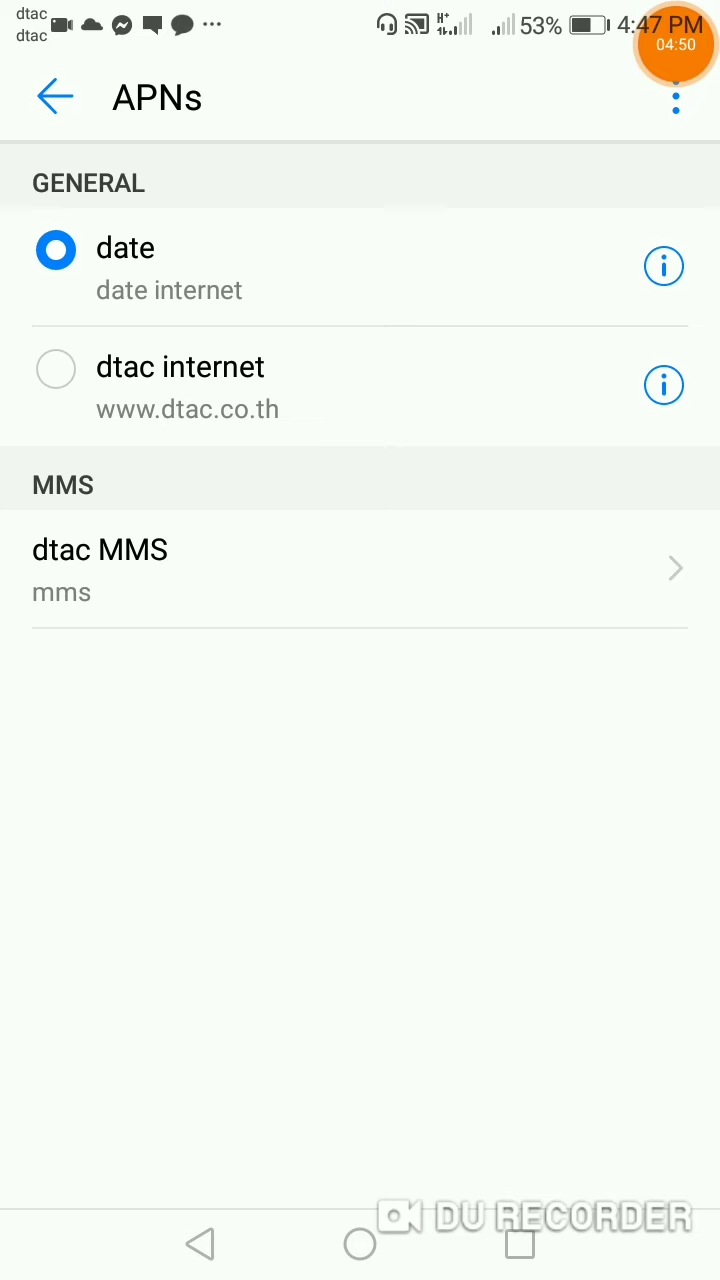 dtac
dtac
H+
53%
4:47 PM
04:50
APNs
GENERAL
date
date internet
dtac internet
www.dtac.co.th
MMS
dtac MMS
mms
DU RECORDER